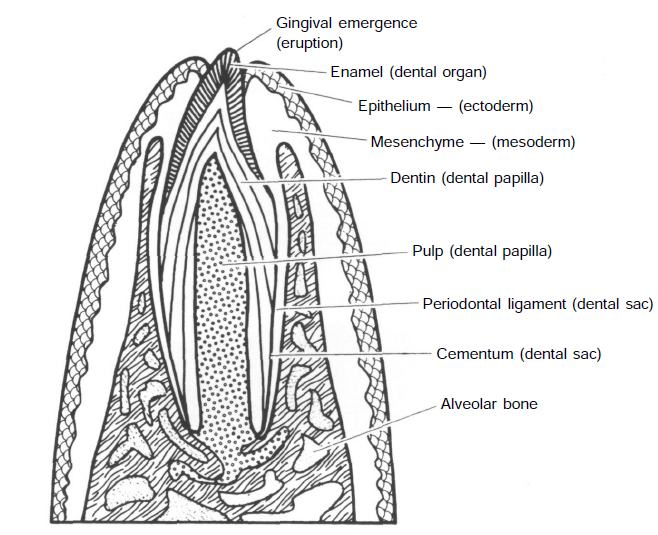 Gingival emergence
(eruption)
Enamel (dental organ)
Epithelium — (ectoderm)
Mesenchyme — (mesoderm)
Dentin (dental papilla)
Pulp (dental papilla)
Periodontal ligament (dental sac)
Cementum (dental sac)
Alveolar bone